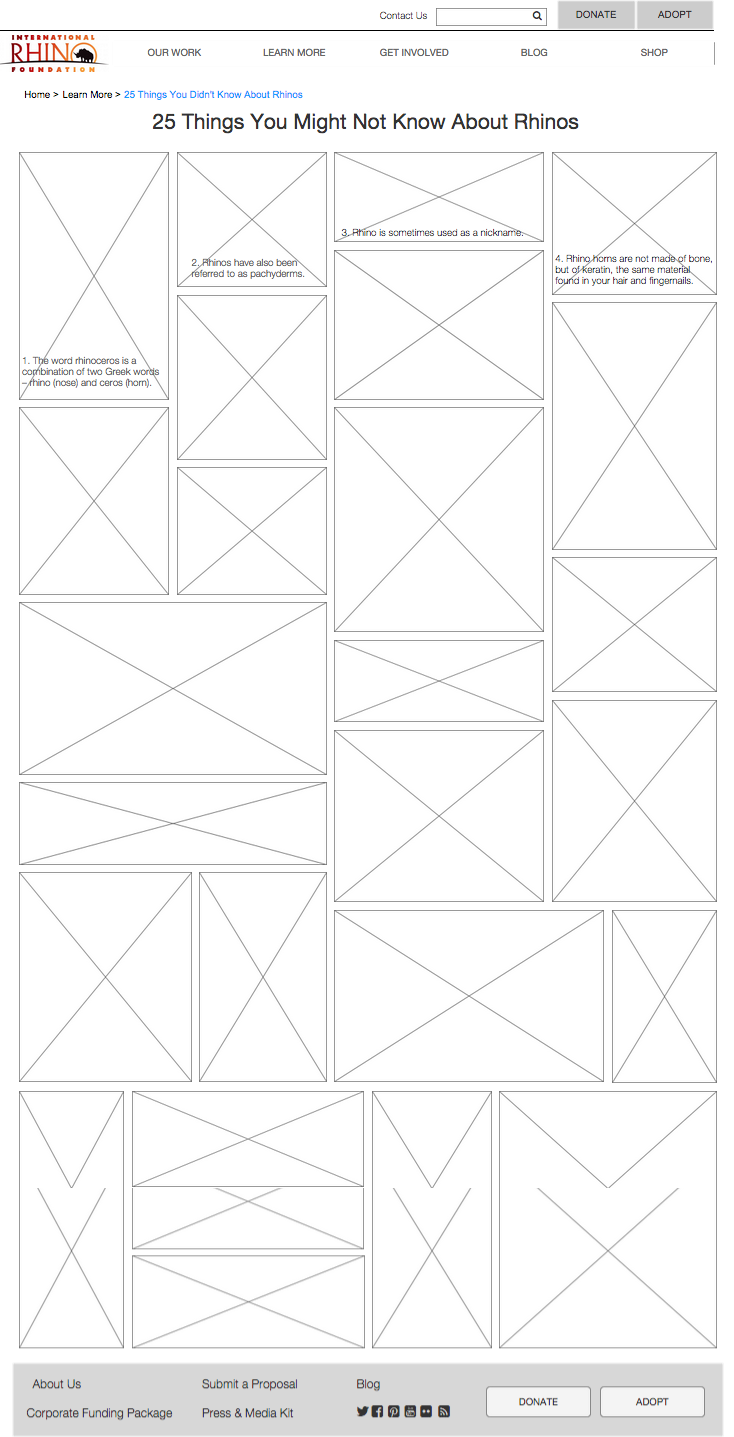 Contact Us
DONATE
ADOPT
INTERNATIONAL
RHINO
FOUNDATION
OUR WORK
LEARN MORE
GET INVOLVED
BLOG
SHOP
Home > Learn More > 25 Things You Didn't Know About Rhinos
25 Things You Might Not Know About Rhinos
1. The word rhinoceros is a
combination of two Greek words
– rhino (nose) and ceros (horn).
2. Rhinos have also been
referred to as pachyderms.
3. Rhino is sometimes used as a nickname.
4. Rhino horns are not made of bone,
but of keratin, the same material
found in your hair and fingernails.
About Us
Submit a Proposal
Blog
Corporate Funding Package
Press & Media Kit
DONATE
ADOPT